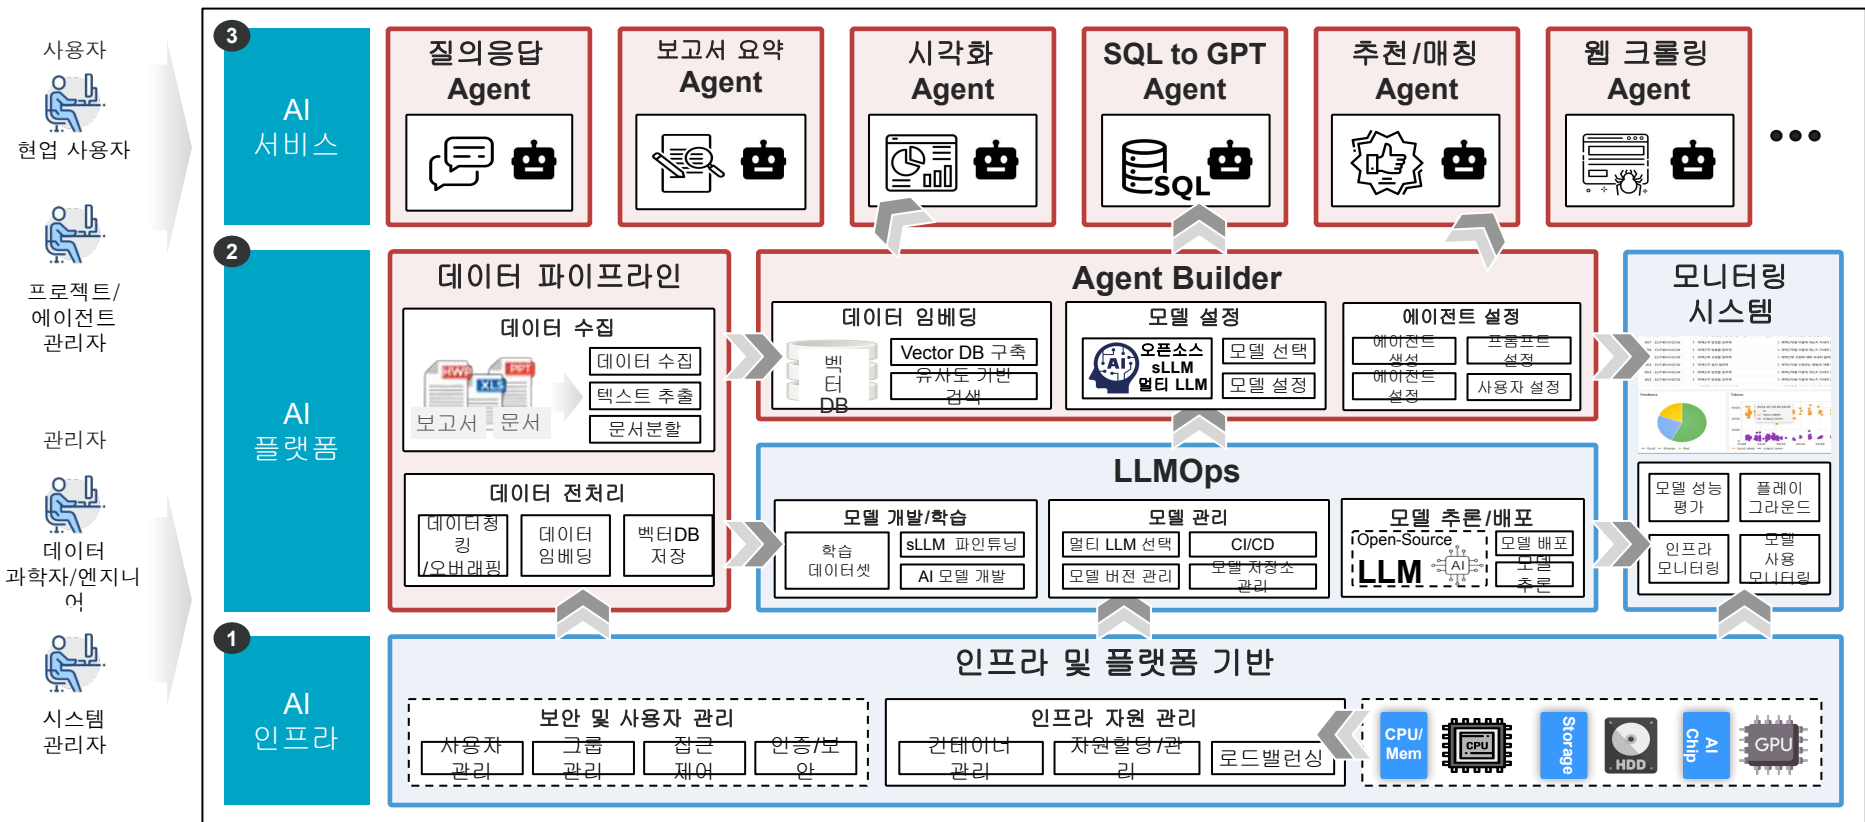 사용자
현업 사용자
프로젝트/
에이전트
관리자
관리자
데이터
과학자/엔지니
어
시스템
관리자
3
AI
서비스
질의응답
Agent
보고서 요약
Agent
시각화
Agent
SQL to GPT
Agent
SQL
추천/매칭
Agent
웹 크롤링
Agent
2
AI
플랫폼
데이터 파이프라인
데이터 수집
HWP
XLS
PPT
보고서
문서
데이터 수집
텍스트 추출
문서분할
데이터 전처리
데이터청
킹
/오버래핑
데이터
임베딩
벡터DB
저장
Agent Builder
데이터 임베딩
벡
터
DB
Vector DB 구축
유사도 기반
검색
모델 설정
AI
오픈소스
sLLM
멀티 LLM
모델 선택
모델 설정
에이전트 설정
에이전트
생성
프롬프트
설정
에이전트
설정
사용자 설정
LLMOps
모델 개발/학습
학습
데이터셋
sLLM 파인튜닝
AI 모델 개발
모델 관리
멀티 LLM 선택
CI/CD
모델 버전 관리
모델 저장소
관리
모델 추론/배포
Open-Source
LLM
AI
모델 배포
모델
추론
모니터링
시스템
모델 성능
평가
플레이
그라운드
인프라
모니터링
모델
사용
모니터링
1
AI
인프라
인프라 및 플랫폼 기반
보안 및 사용자 관리
사용자
관리
그룹
관리
접근
제어
인증/보
안
인프라 자원 관리
컨테이너
관리
자원할당/관
리
로드밸런싱
CPU/
Mem
CPU
Storage
HDD
AI
Chip
GPU